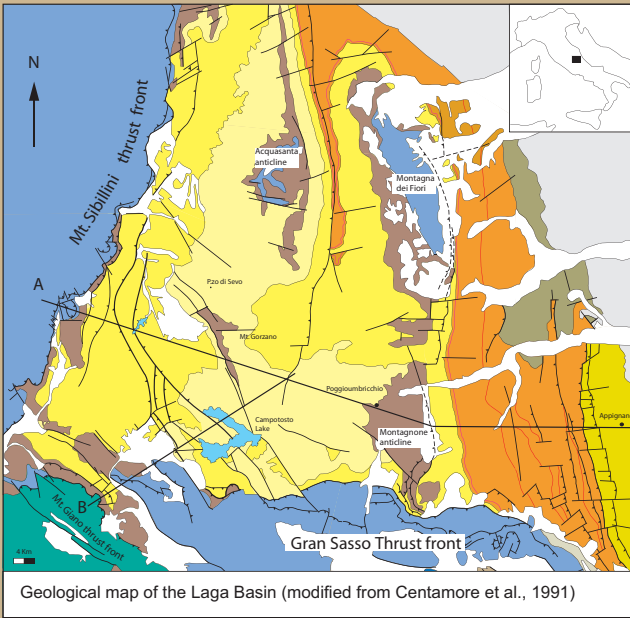 N
Mt. Sibillini thrust front
Acquasanta
anticline
Montagna
dei Fiori
A
P.zo di Sevo
Mt. Gorzano
Poggioumbricchio
Campotosto
Lake
Montagnone
anticline
Appignan
B
Mt. Giano thrust front
Gran Sasso Thrust front
4 Km
Geological map of the Laga Basin (modified from Centamore et al., 1991)